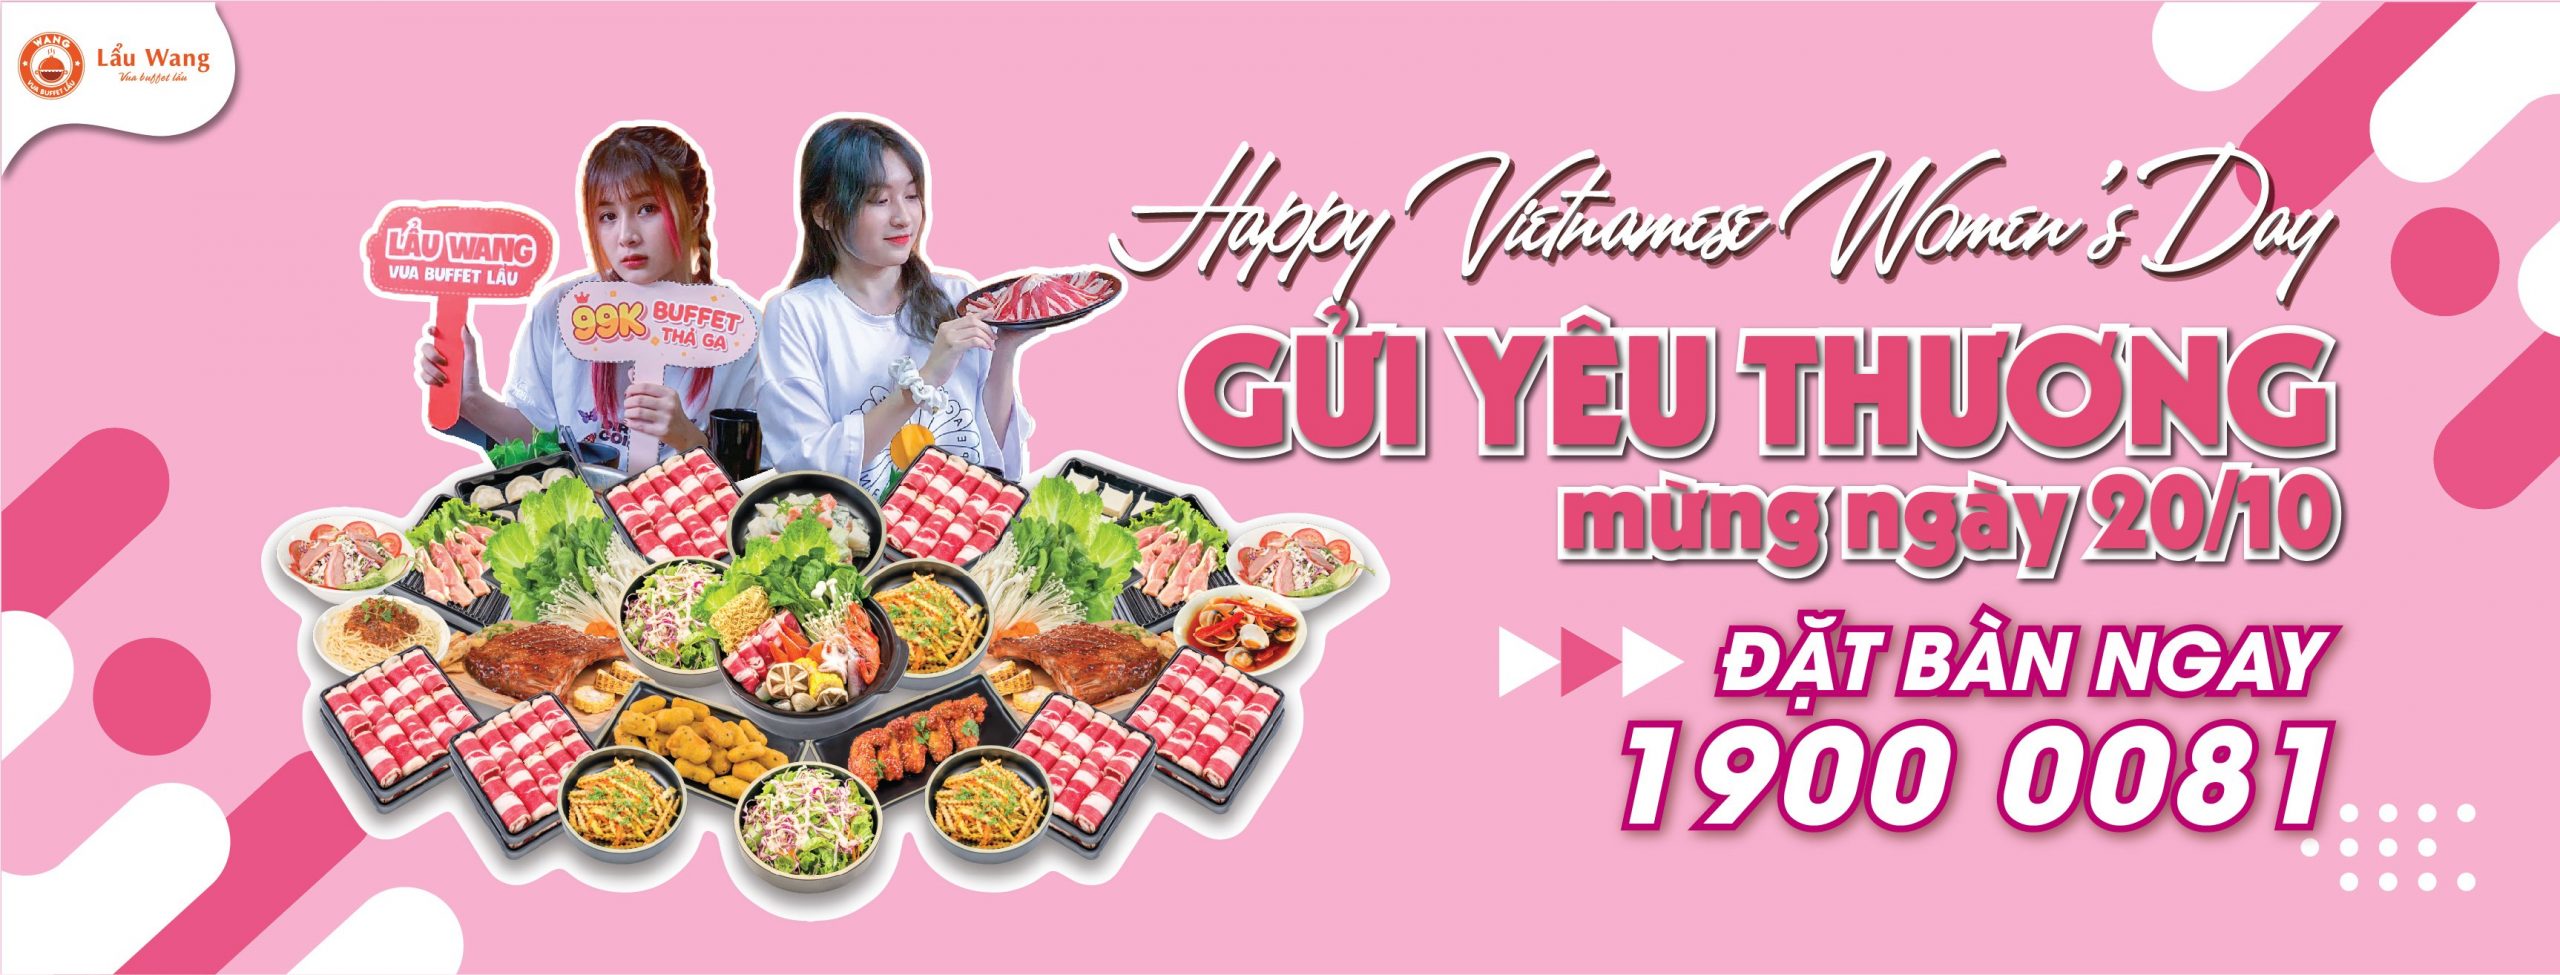 WANG
VUA BUFFET LẨU
Lẩu Wang
Vua buffet lẩu
LẨU WANG
VUA BUFFET LẨU
99K BUFFET
THẢ GA
Happy Vietnamese Women's Day
GỬI YÊU THƯƠNG
mừng ngày 20/10
ĐẶT BÀN NGAY
1900 0081